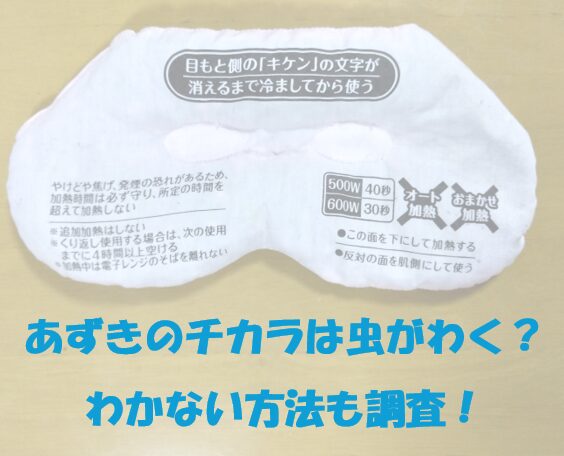 目もと側の「キケン」の文字が
消えるまで冷ましてから使う
やけどや焦げ、発煙の恐れがあるため、
加熱時間は必ず守り、所定の時間を
超えて加熱しない
※追加加熱はしない
※くり返し使用する場合は、次の使用
までに4時間以上空ける
※加熱中は電子レンジのそばを離れない
500W 40秒
600W 30秒
オート
加熱
おまかせ
加熱
●この面を下にして加熱する
●反対の面を肌側にして使う
あずきのチカラは虫がわく？
わかない方法も調査！